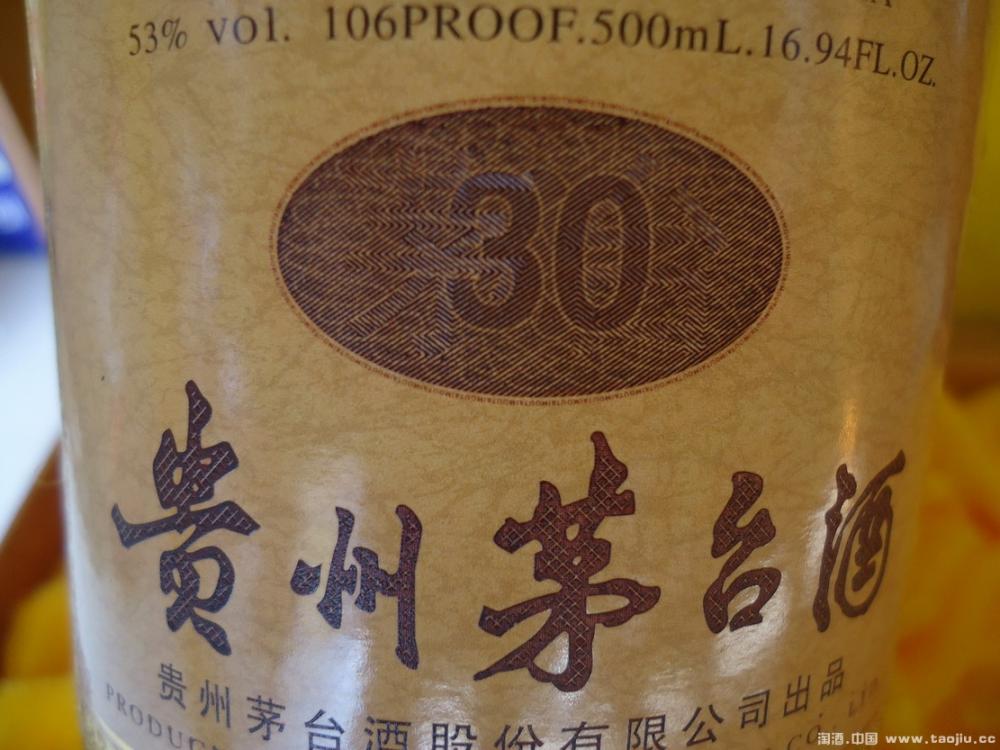 53% vol. 106PROOF.500mL.16.94FL.OZ.
30
贵州茅台酒
贵州茅台酒股份有限公司出品
淘酒.中国 www.taojiu.cc